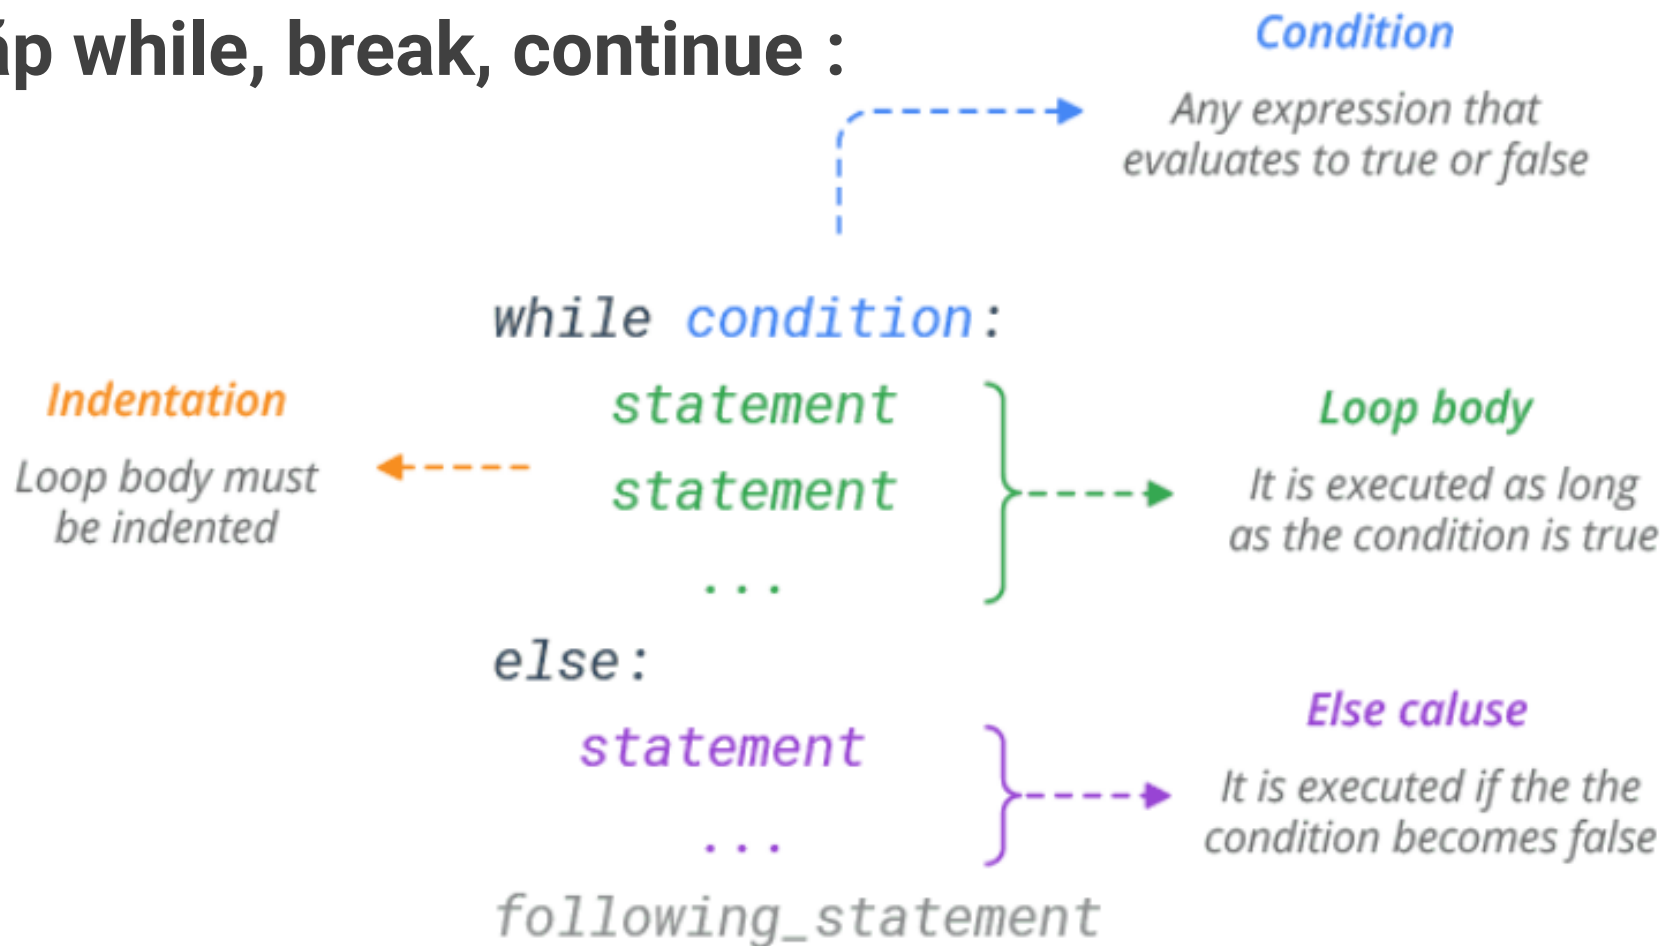 ặp while, break, continue :
Condition
Any expression that
evaluates to true or false
while condition:
Indentation
Loop body must
be indented
statement
statement
...
Loop body
It is executed as long
as the condition is true
else:
statement
...
Else caluse
It is executed if the the
condition becomes false
following_statement